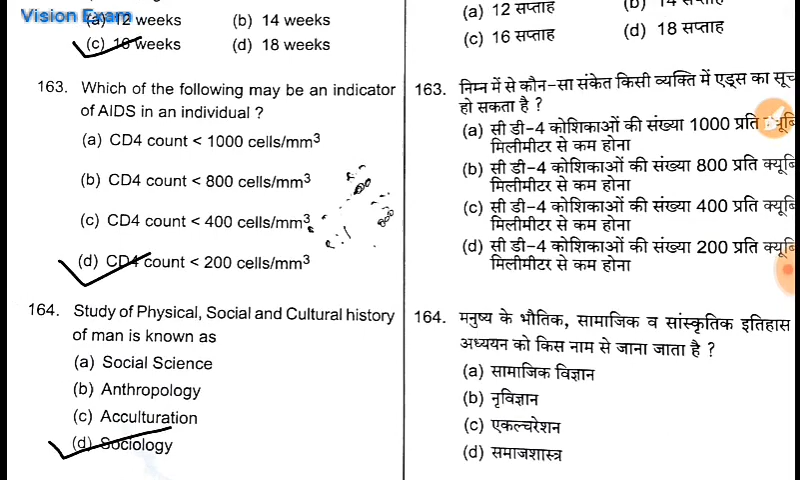 Vision Exam
(a) 12 weeks (b) 14 weeks
(c) 16 weeks (d) 18 weeks
163. Which of the following may be an indicator
of AIDS in an individual ?
(a) CD4 count < 1000 cells/mm³
(b) CD4 count < 800 cells/mm³
(c) CD4 count < 400 cells/mm³
(d) CD4 count < 200 cells/mm³
164. Study of Physical, Social and Cultural history
of man is known as
(a) Social Science
(b) Anthropology
(c) Acculturation
(d) Sociology
(a) 12 सप्ताह (b) 14
(c) 16 सप्ताह (d) 18 सप्ताह
163. निम्न में से कौन-सा संकेत किसी व्यक्ति में एड्स का
हो सकता है ?
(a) सी डी-4 कोशिकाओं की संख्या 1000 प्रति
मिलीमीटर से कम होना
(b) सी डी-4 कोशिकाओं की संख्या 800 प्रति
मिलीमीटर से कम होना
(c) सी डी-4 कोशिकाओं की संख्या 400 प्रति
मिलीमीटर से कम होना
(d) सी डी-4 कोशिकाओं की संख्या 200 प्रति
मिलीमीटर से कम होना
164. मनुष्य के भौतिक, सामाजिक व सांस्कृतिक इतिहास
अध्ययन को किस नाम से जाना जाता है ?
(a) सामाजिक विज्ञान
(b) नृविज्ञान
(c) एकल्चरेशन
(d) समाजशास्त्र